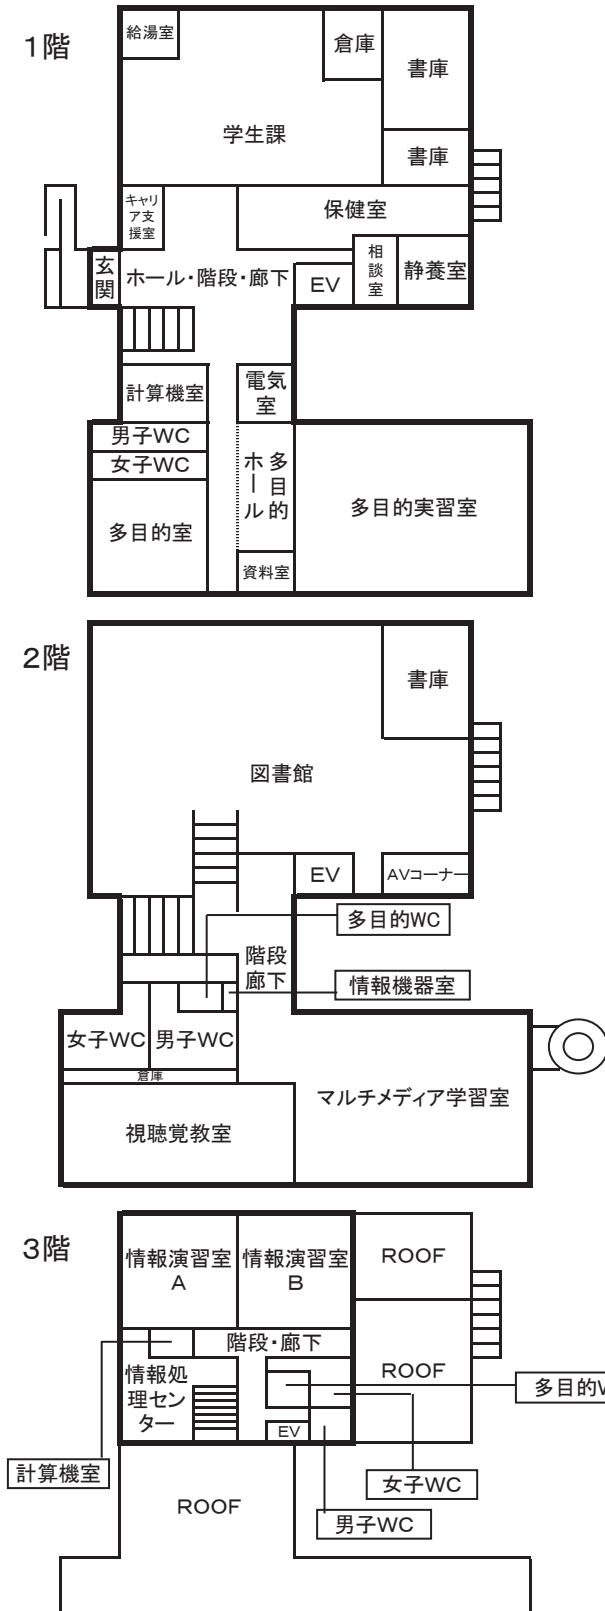 1階
給湯室
倉庫
書庫
学生課
書庫
キャリ
ア支
援室
保健室
玄
関
ホール・階段・廊下
EV
相
談
室
静養室
計算機室
電気
室
男子WC
女子WC
多目的室
多目的
ホール
多目的実習室
資料室
2階
書庫
図書館
EV
AVコーナー
多目的WC
階段
廊下
情報機器室
女子WC
男子WC
倉庫
マルチメディア学習室
視聴覚教室
3階
情報演習室
A
情報演習室
B
ROOF
階段・廊下
情報処
理セン
ター
ROOF
多目的W
EV
計算機室
女子WC
ROOF
男子WC